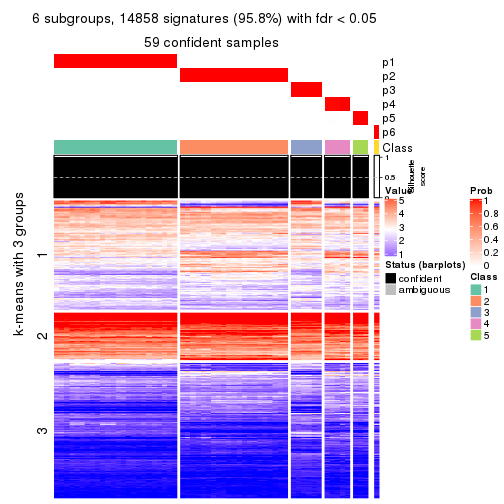 6 subgroups, 14858 signatures (95.8%) with fdr < 0.05
59 confident samples
p1
p2
p3
p4
p5
p6
Class
1
0.5
0
Silhouette
score
k-means with 3 groups
1
2
3
Value
5
4
3
2
1
Status (barplots)
confident
ambiguous
Prob
1
0.8
0.6
0.4
0.2
0
Class
1
2
3
4
5